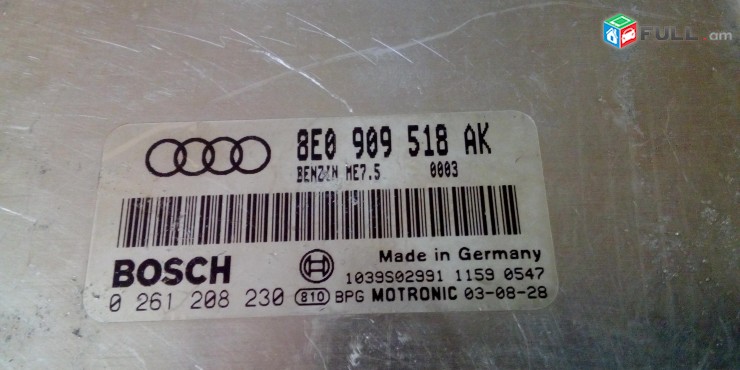 FULL.am
8E0 909 518 AK
BENZIN ME7.5 0003
BOSCH
Made in Germany
1039S02991 1159 0547
0 261 208 230 810 BPG MOTRONIC 03-08-28